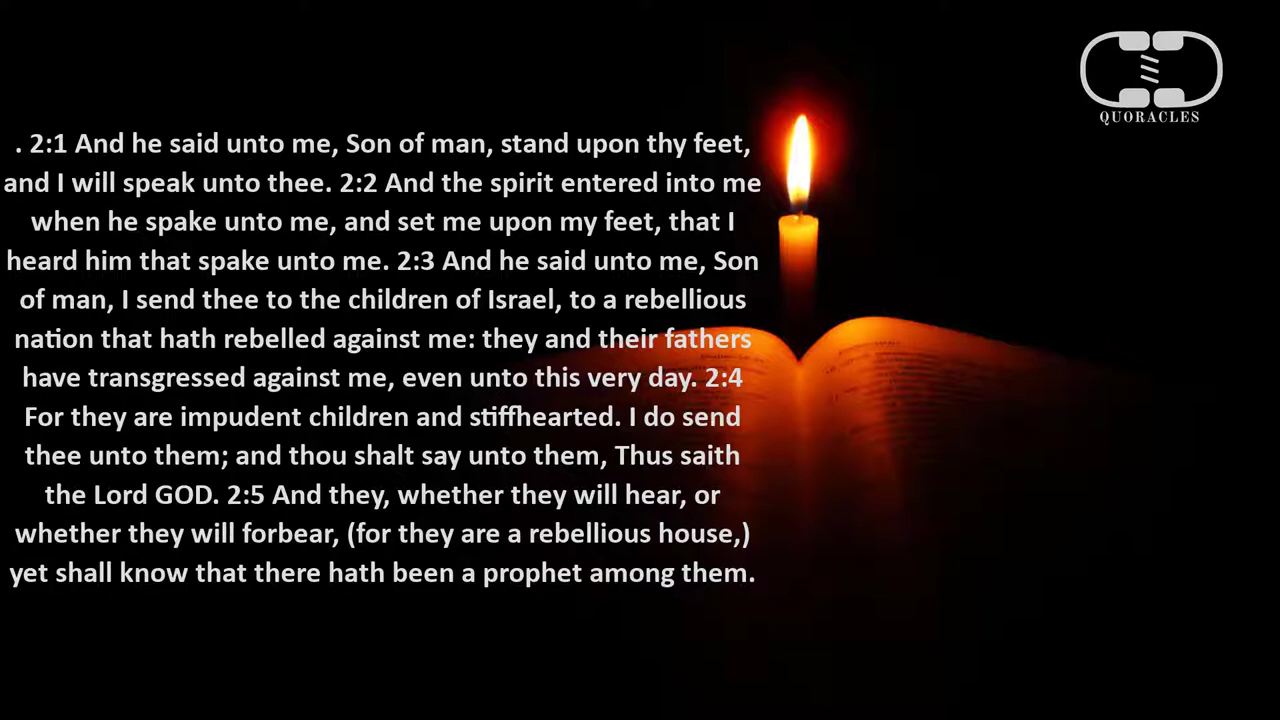 QUORACLES
. 2:1 And he said unto me, Son of man, stand upon thy feet,
and I will speak unto thee. 2:2 And the spirit entered into me
when he spake unto me, and set me upon my feet, that I
heard him that spake unto me. 2:3 And he said unto me, Son
of man, I send thee to the children of Israel, to a rebellious
nation that hath rebelled against me: they and their fathers
have transgressed against me, even unto this very day. 2:4
For they are impudent children and stiffhearted. I do send
thee unto them; and thou shalt say unto them, Thus saith
the Lord GOD. 2:5 And they, whether they will hear, or
whether they will forbear, (for they are a rebellious house,)
yet shall know that there hath been a prophet among them.